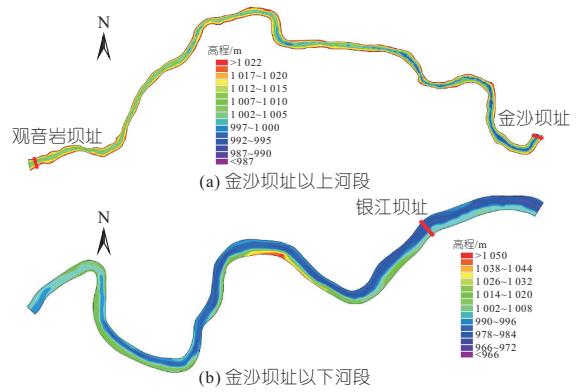 N
高程/m
>1 022
1 017~1 020
1 012~1 015
1 007~1 010
1 002~1 005
997~1 000
992~995
987~990
<987
观音岩坝址
金沙坝址
(a) 金沙坝址以上河段
N
银江坝址
高程/m
>1 050
1 038~1 044
1 026~1 032
1 014~1 020
1 002~1 008
990~996
978~984
966~972
<966
(b) 金沙坝址以下河段